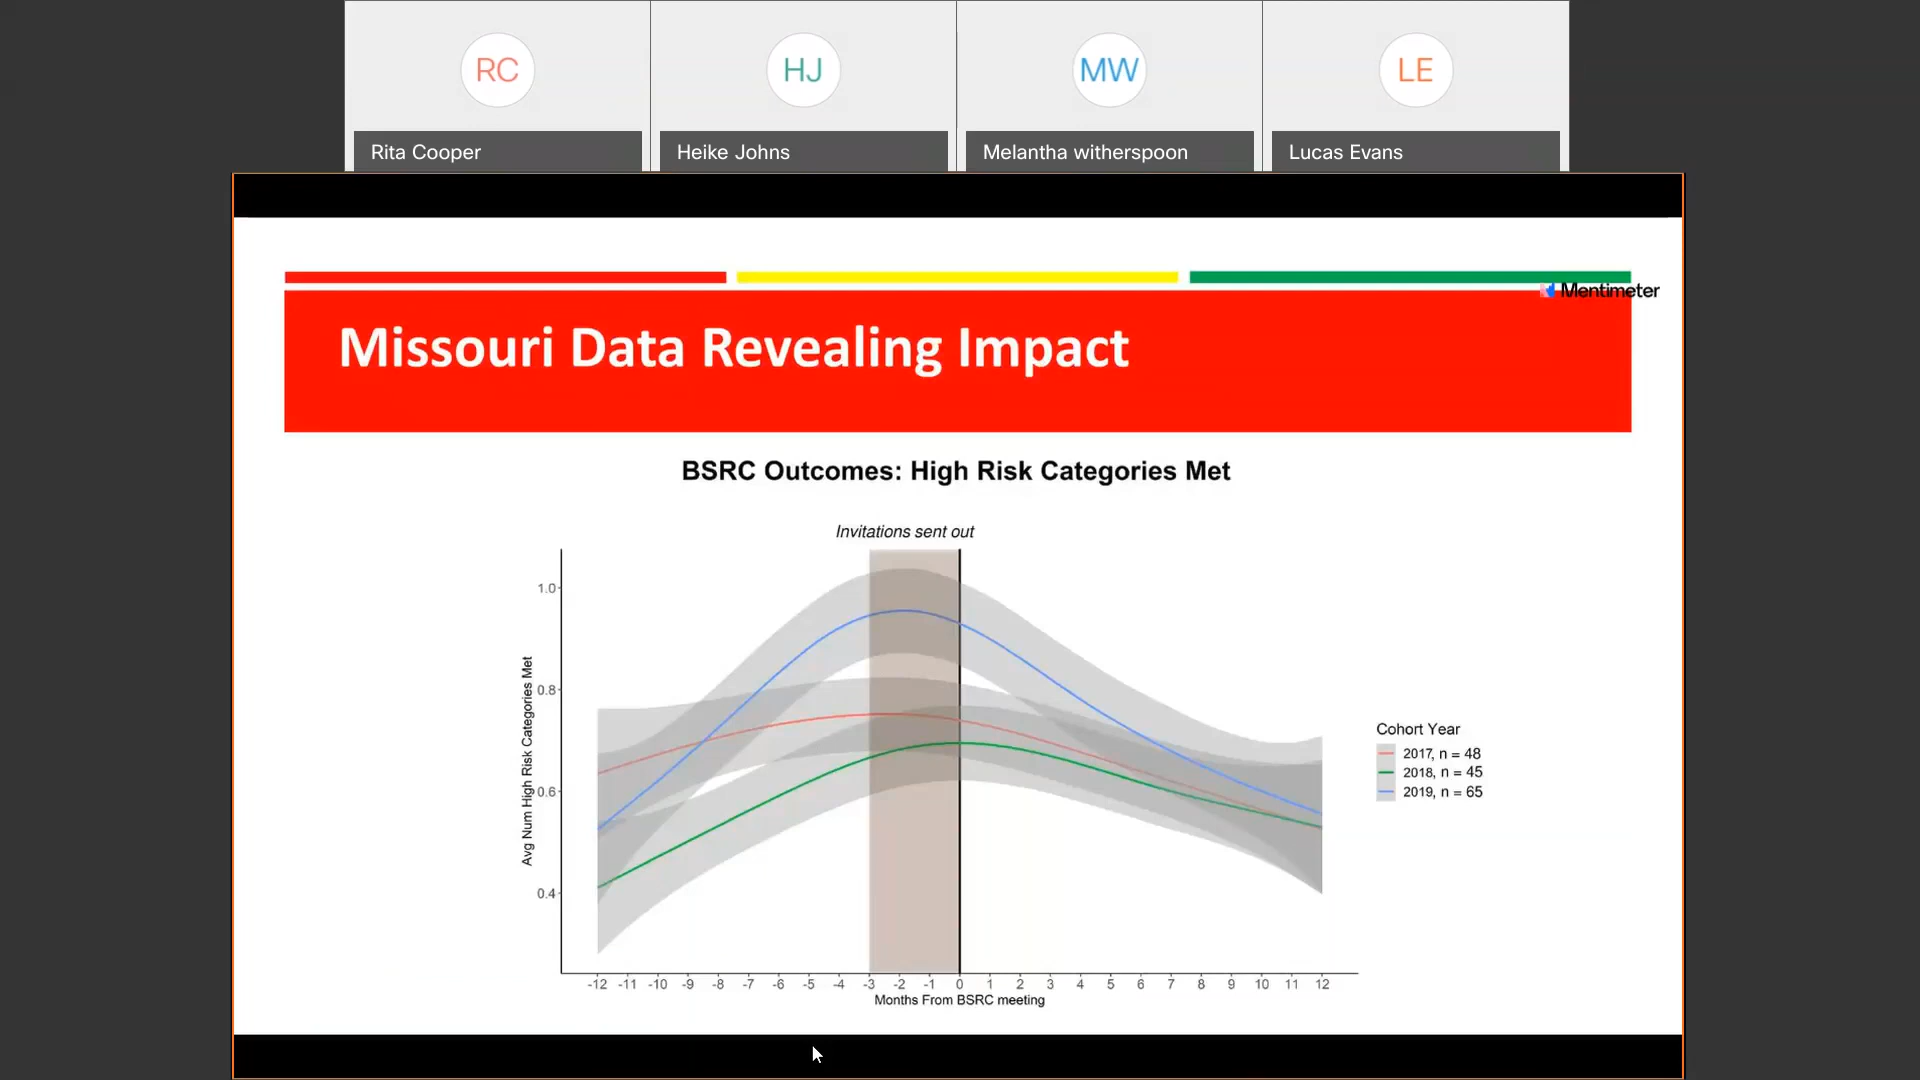 RC
HJ
MW
LE
Rita Cooper
Heike Johns
Melantha witherspoon
Lucas Evans
Mentimeter
Missouri Data Revealing Impact
BSRC Outcomes: High Risk Categories Met
Invitations sent out
Avg Num High Risk Categories Met
1.0
0.8
0.6
0.4
-12 -11 -10 -9 -8 -7 -6 -5 -4 -3 -2 -1 0 1 2 3 4 5 6 7 8 9 10 11 12
Months From BSRC meeting
Cohort Year
2017, n = 48
2018, n = 45
2019, n = 65